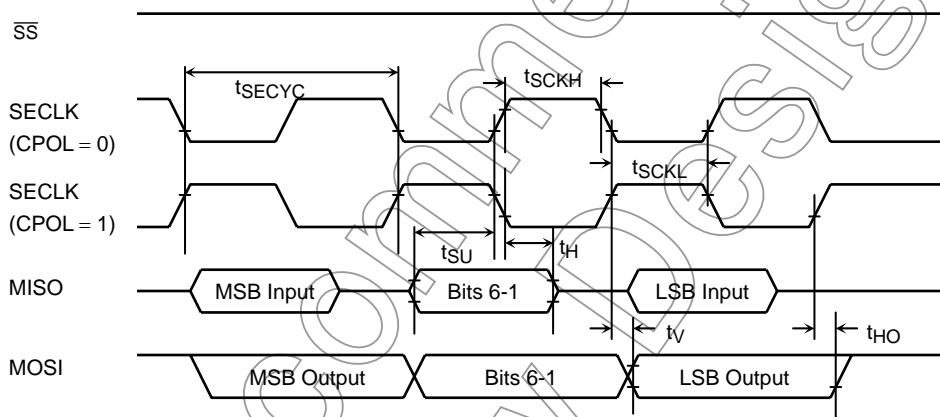 SS
tSECYC
tSCKH
SECLK
(CPOL = 0)
tSCKL
SECLK
(CPOL = 1)
tSU
tH
MISO
MSB Input
Bits 6-1
LSB Input
tV
tHO
MOSI
MSB Output
Bits 6-1
LSB Output